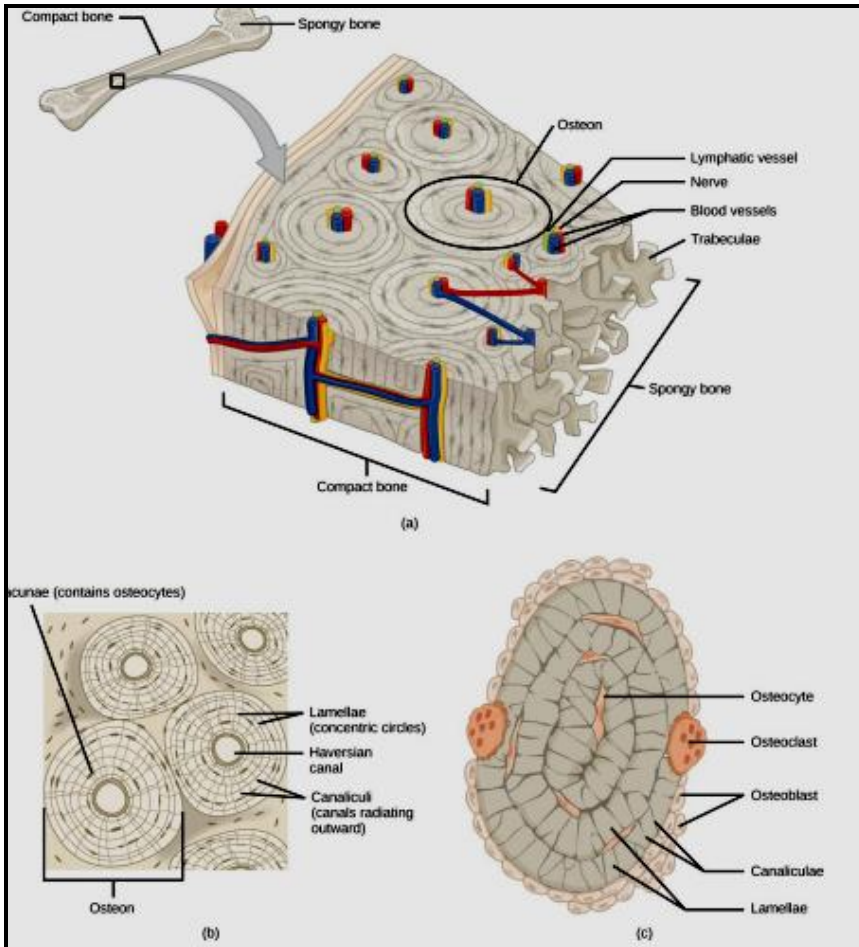 Compact bone
Spongy bone
Osteon
Lymphatic vessel
Nerve
Blood vessels
Trabeculae
Spongy bone
Compact bone
(a)
acunae (contains osteocytes)
Lamellae
(concentric circles)
Haversian
canal
Canaliculi
(canals radiating
outward)
Osteon
(b)
Osteocyte
Osteoclast
Osteoblast
Canaliculae
Lamellae
(c)